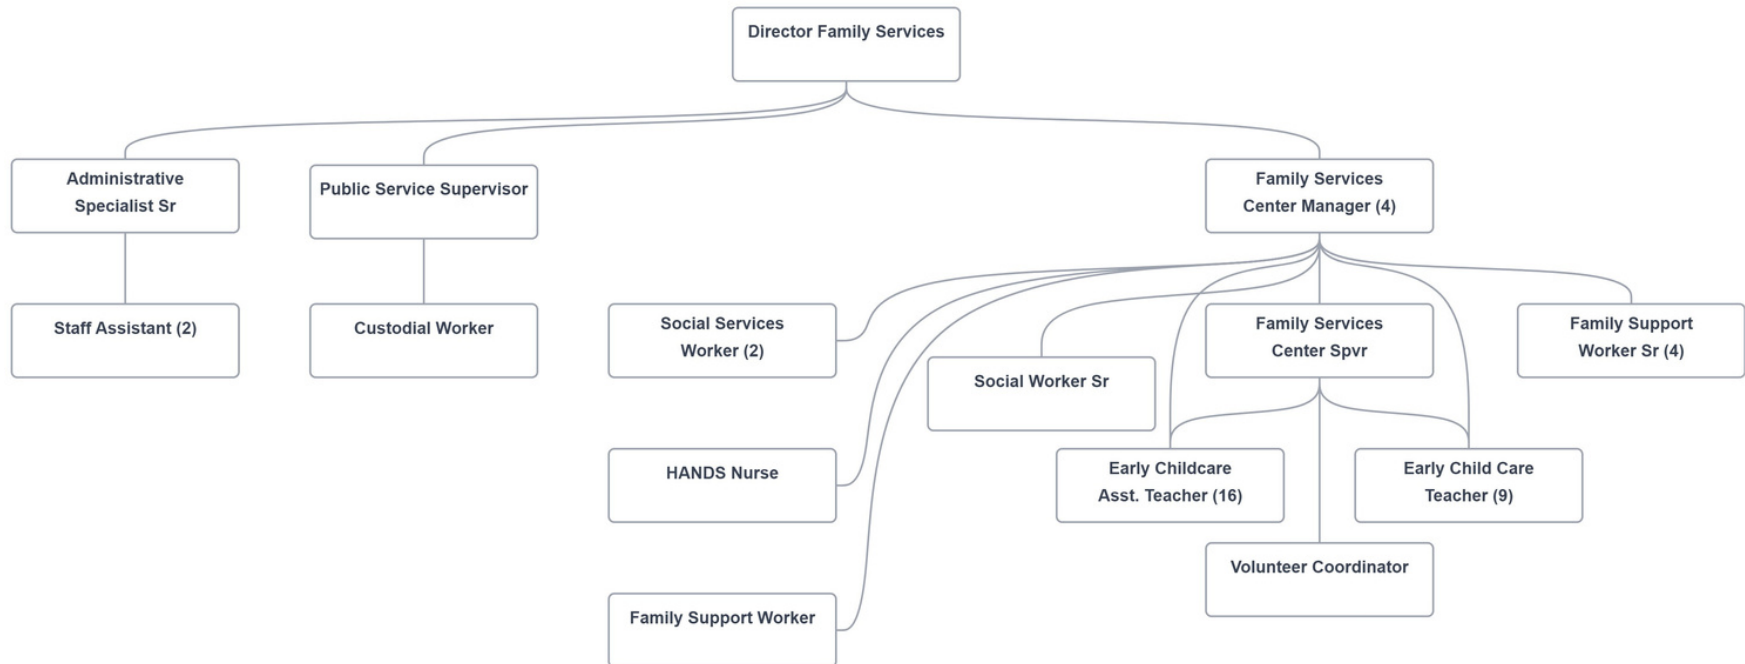 Director Family Services
Administrative
Specialist Sr
Public Service Supervisor
Family Services
Center Manager (4)
Staff Assistant (2)
Custodial Worker
Social Services
Worker (2)
Social Worker Sr
Family Services
Center Spvr
Family Support
Worker Sr (4)
HANDS Nurse
Early Childcare
Asst. Teacher (16)
Early Child Care
Teacher (9)
Volunteer Coordinator
Family Support Worker